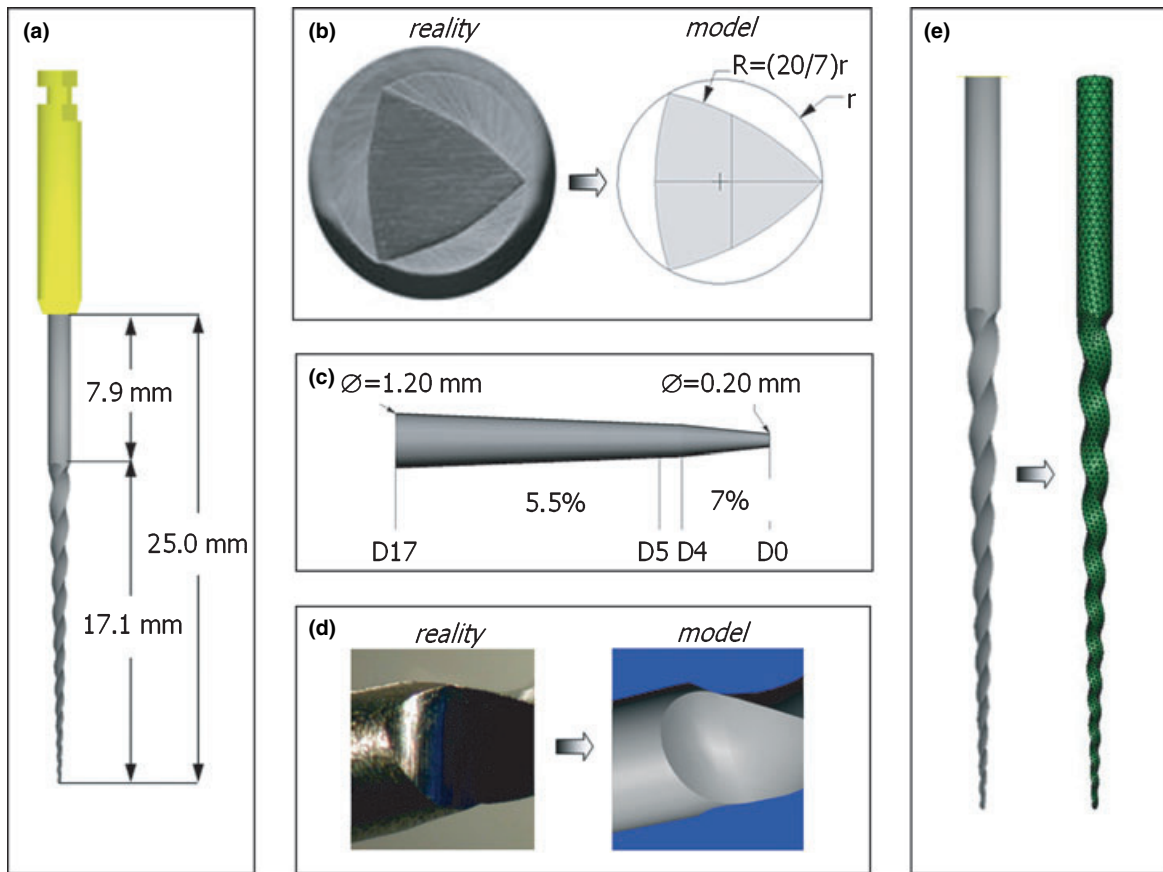 (a)
7.9 mm
25.0 mm
17.1 mm
(b)
reality
model
R=(20/7)r
r
(c)
∅=1.20 mm
∅=0.20 mm
5.5%
7%
D17
D5
D4
D0
(d)
reality
model
(e)